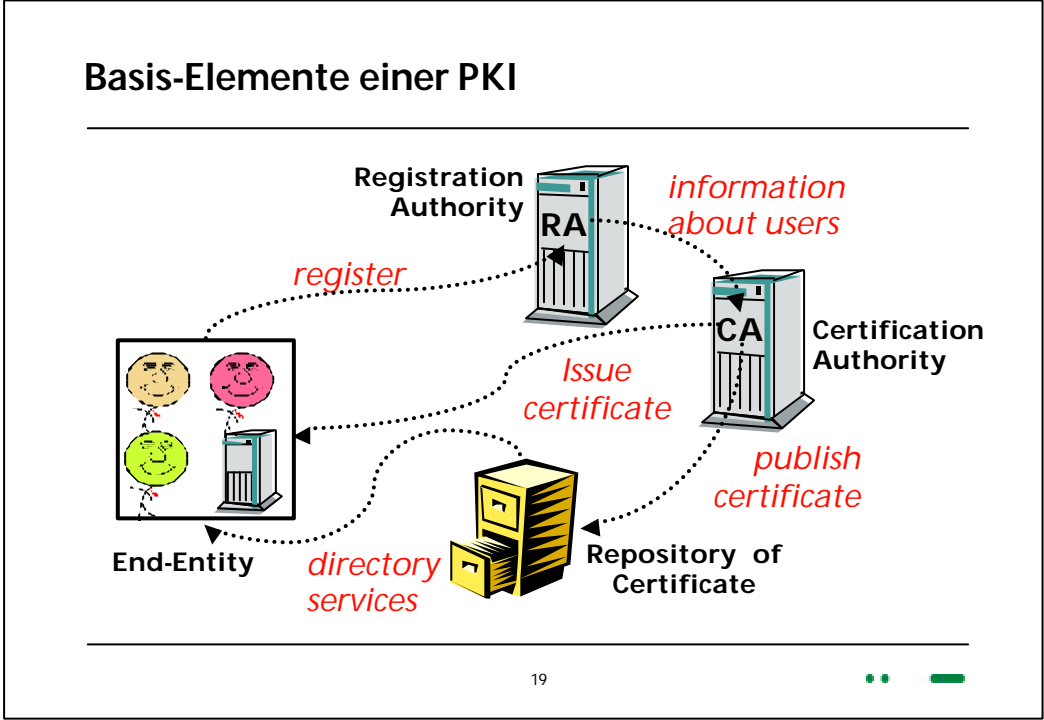 Basis-Elemente einer PKI
Registration
Authority
RA
information
about users
register
CA
Certification
Authority
Issue
certificate
publish
certificate
End-Entity
directory
services
Repository of
Certificate
19